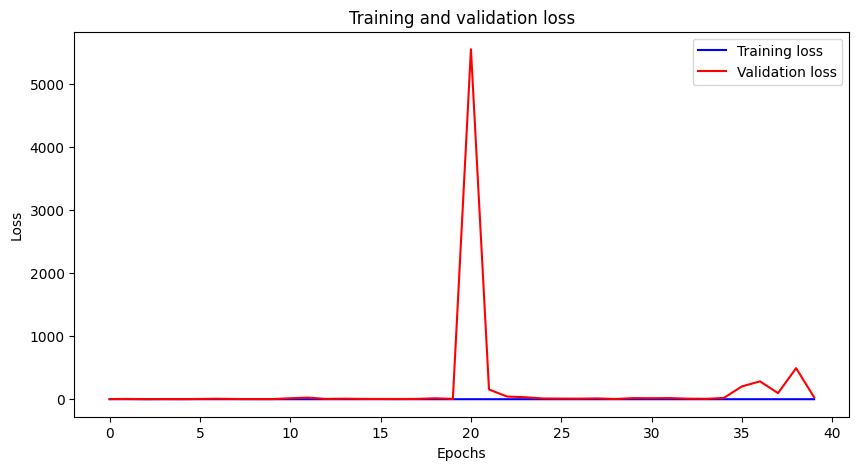 Training and validation loss
Training loss
Validation loss
5000
4000
3000
2000
1000
0
Loss
0 5 10 15 20 25 30 35 40
Epochs